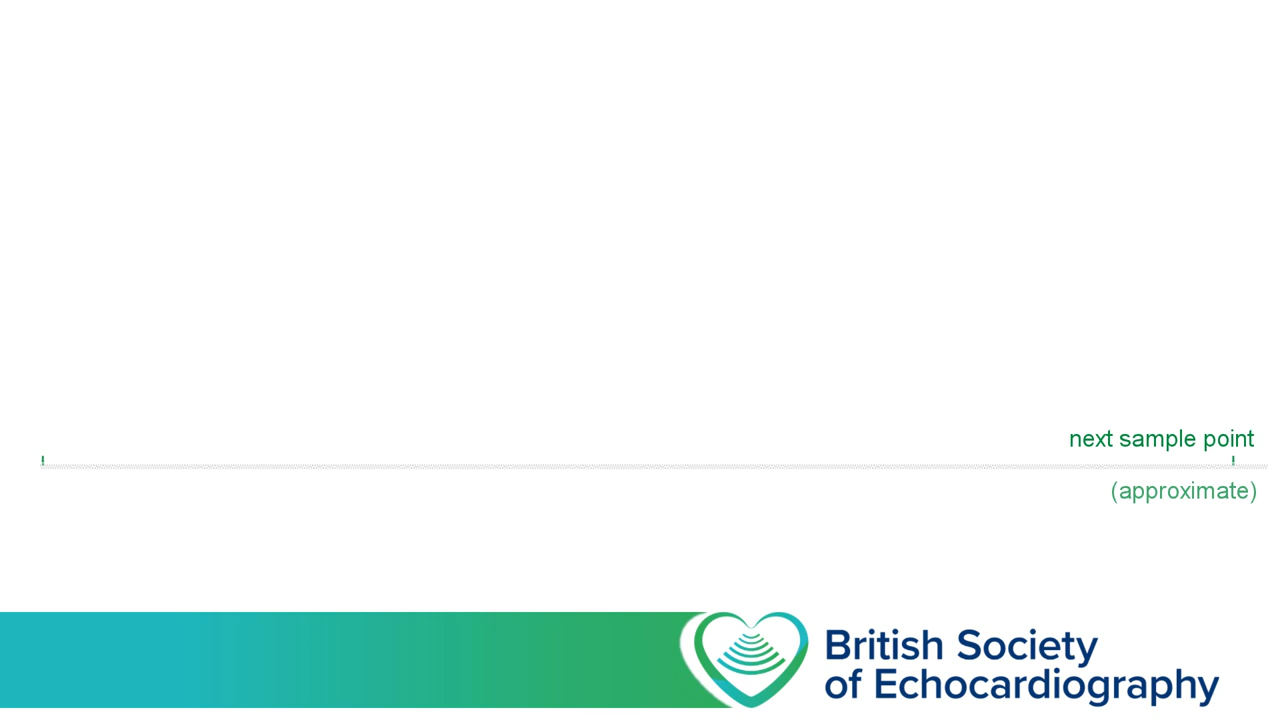 next sample point
(approximate)
British Society
of Echocardiography